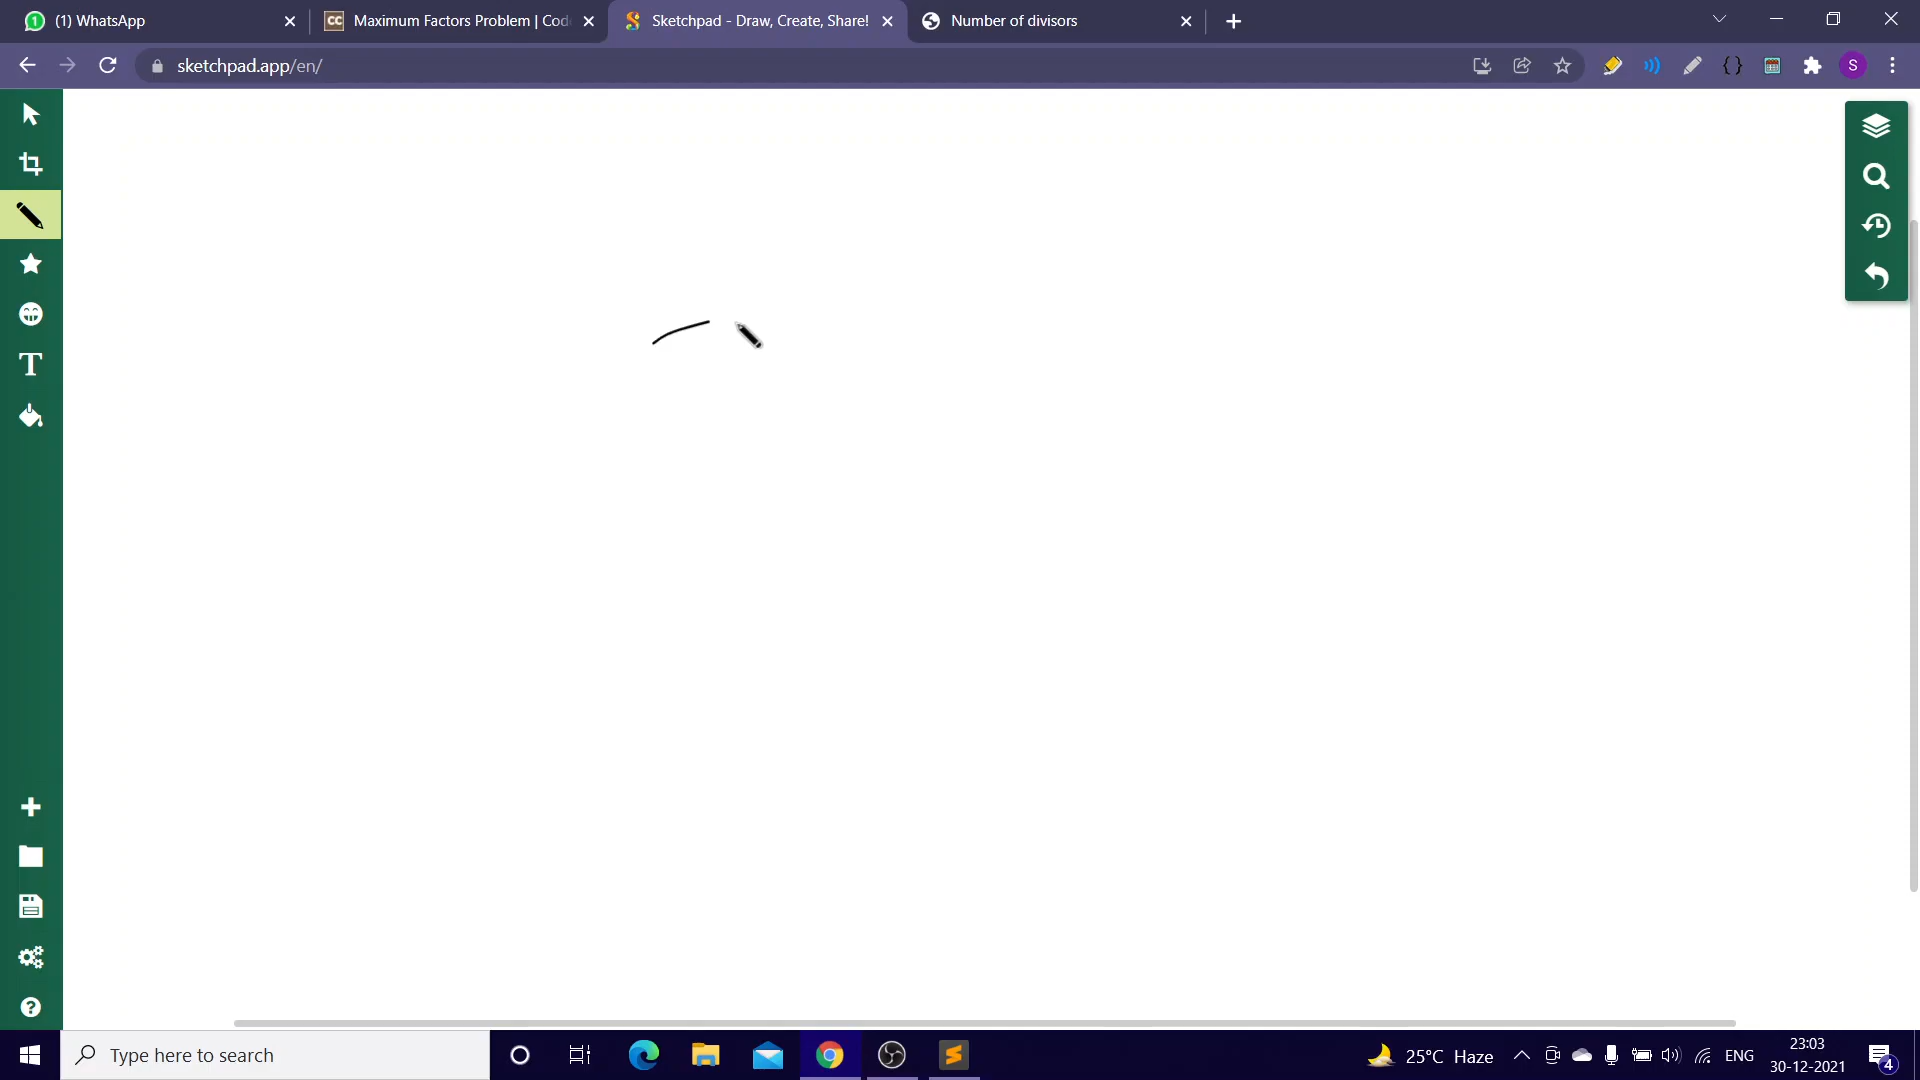 (1) WhatsApp
Maximum Factors Problem | Cod
Sketchpad - Draw, Create, Share!
Number of divisors
sketchpad.app/en/
S
T
Type here to search
25°C Haze
ENG
23:03
30-12-2021
4